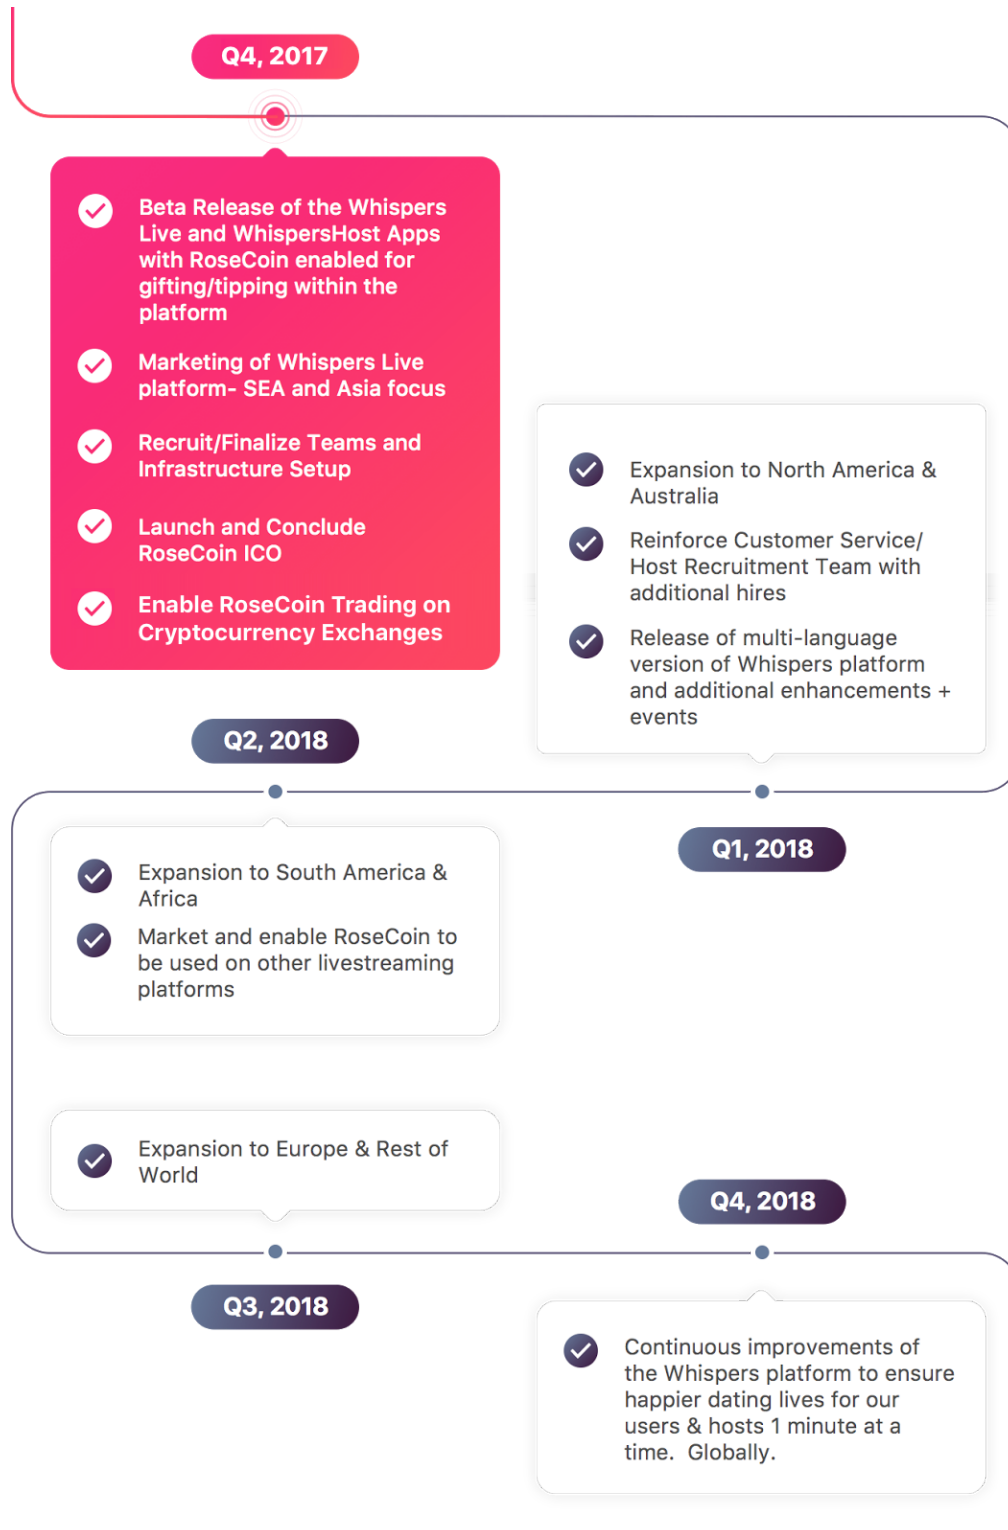 Q4, 2017
Beta Release of the Whispers
Live and WhispersHost Apps
with RoseCoin enabled for
gifting/tipping within the
platform
Marketing of Whispers Live
platform- SEA and Asia focus
Recruit/Finalize Teams and
Infrastructure Setup
Launch and Conclude
RoseCoin ICO
Enable RoseCoin Trading on
Cryptocurrency Exchanges
Expansion to North America &
Australia
Reinforce Customer Service/
Host Recruitment Team with
additional hires
Release of multi-language
version of Whispers platform
and additional enhancements +
events
Q1, 2018
Q2, 2018
Expansion to South America &
Africa
Market and enable RoseCoin to
be used on other livestreaming
platforms
Expansion to Europe & Rest of
World
Q3, 2018
Q4, 2018
Continuous improvements of
the Whispers platform to ensure
happier dating lives for our
users & hosts 1 minute at a
time.  Globally.